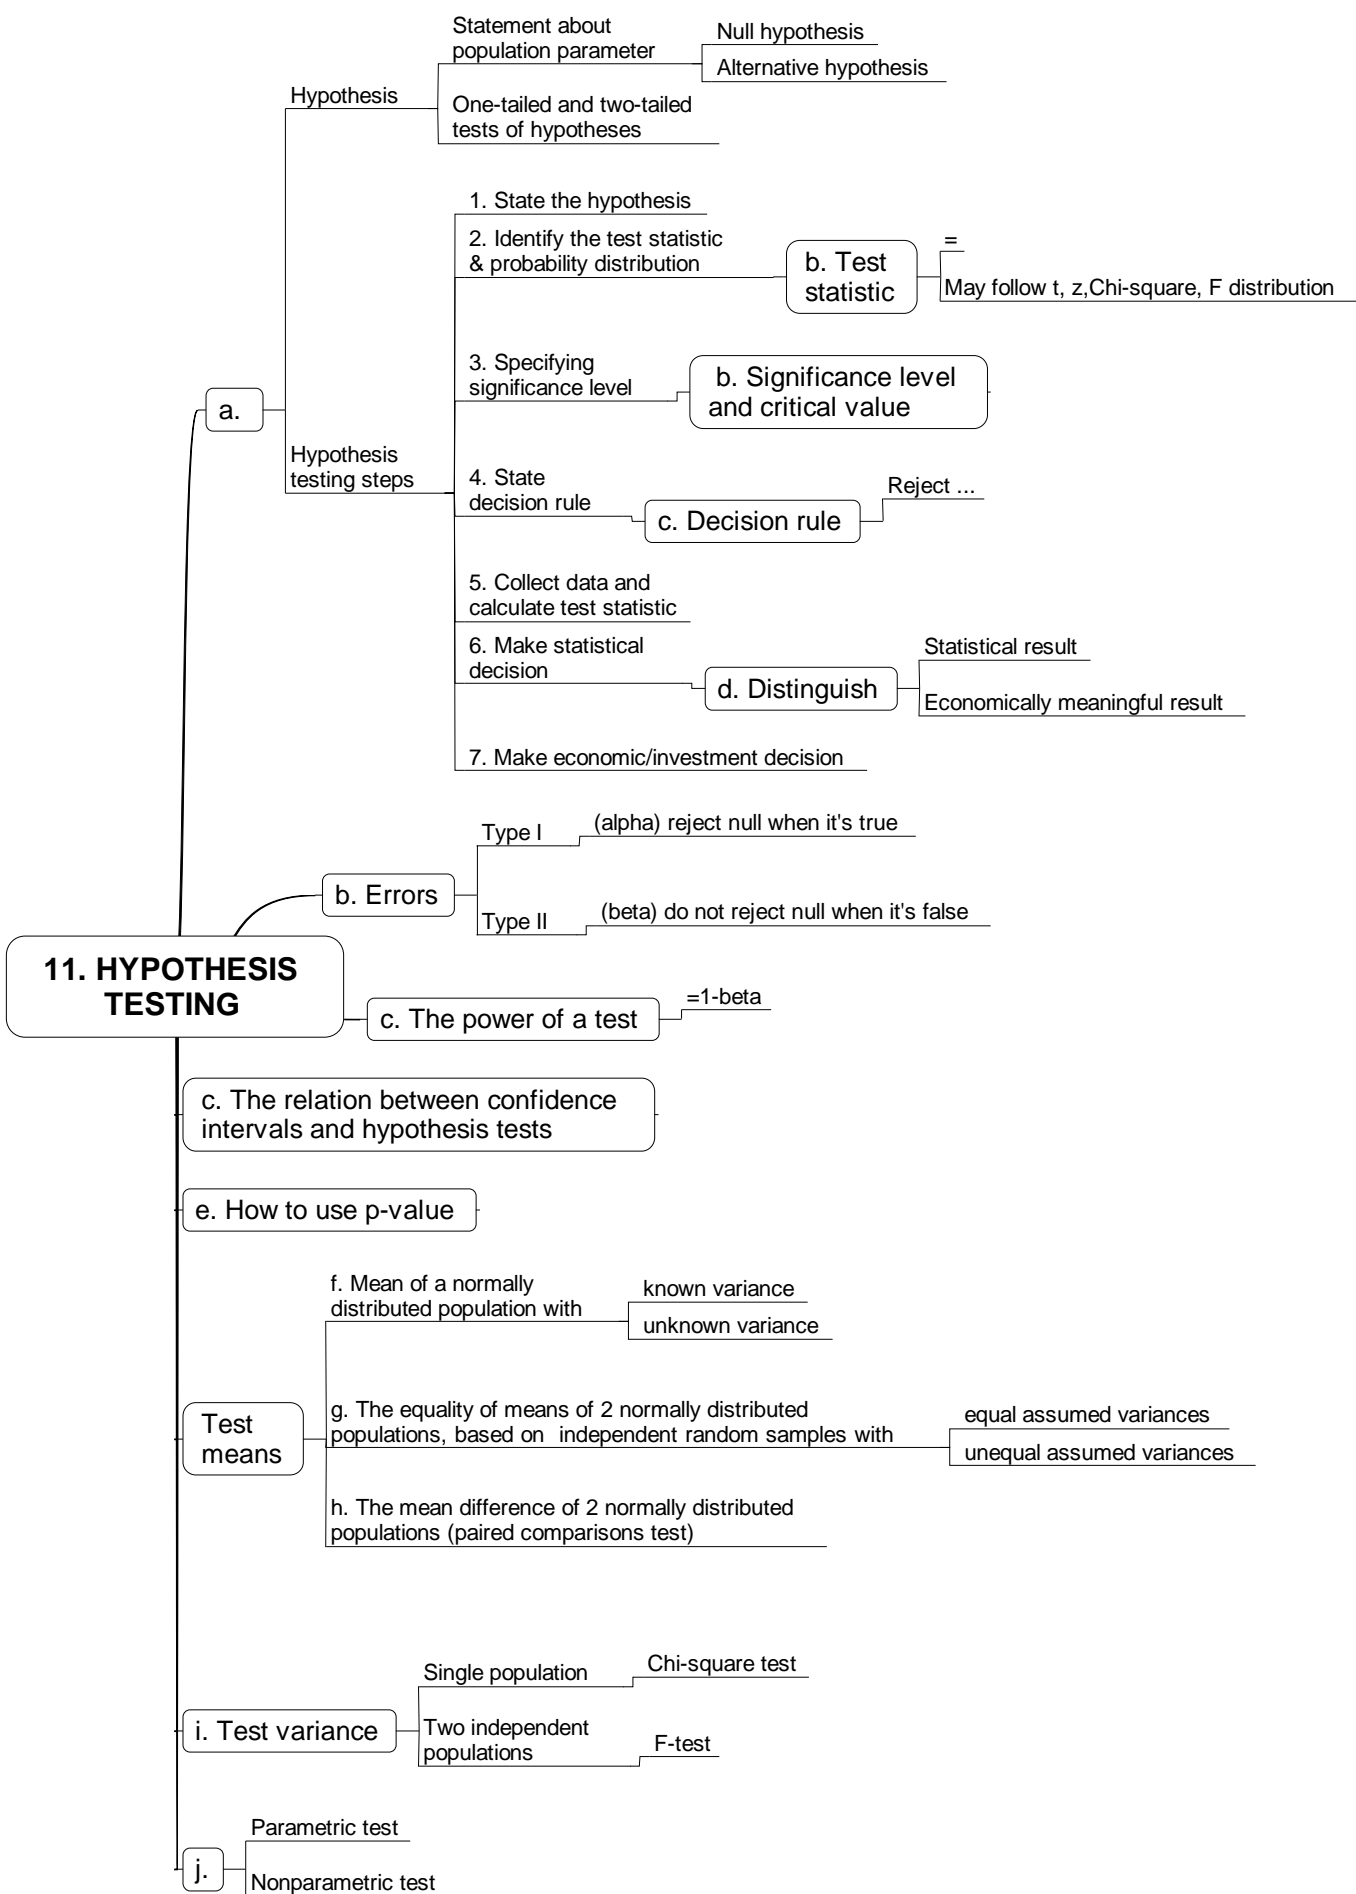 Statement about
population parameter
Null hypothesis
Alternative hypothesis
Hypothesis
One-tailed and two-tailed
tests of hypotheses
1. State the hypothesis
2. Identify the test statistic
& probability distribution
b. Test
statistic
=
May follow t, z,Chi-square, F distribution
3. Specifying
significance level
b. Significance level
and critical value
a.
Hypothesis
testing steps
4. State
decision rule
c. Decision rule
Reject ...
5. Collect data and
calculate test statistic
6. Make statistical
decision
d. Distinguish
Statistical result
Economically meaningful result
7. Make economic/investment decision
b. Errors
Type I
(alpha) reject null when it's true
Type II
(beta) do not reject null when it's false
11. HYPOTHESIS
TESTING
c. The power of a test
=1-beta
c. The relation between confidence
intervals and hypothesis tests
e. How to use p-value
Test
means
f. Mean of a normally
distributed population with
known variance
unknown variance
g. The equality of means of 2 normally distributed
populations, based on  independent random samples with
equal assumed variances
unequal assumed variances
h. The mean difference of 2 normally distributed
populations (paired comparisons test)
i. Test variance
Single population
Chi-square test
Two independent
populations
F-test
j.
Parametric test
Nonparametric test